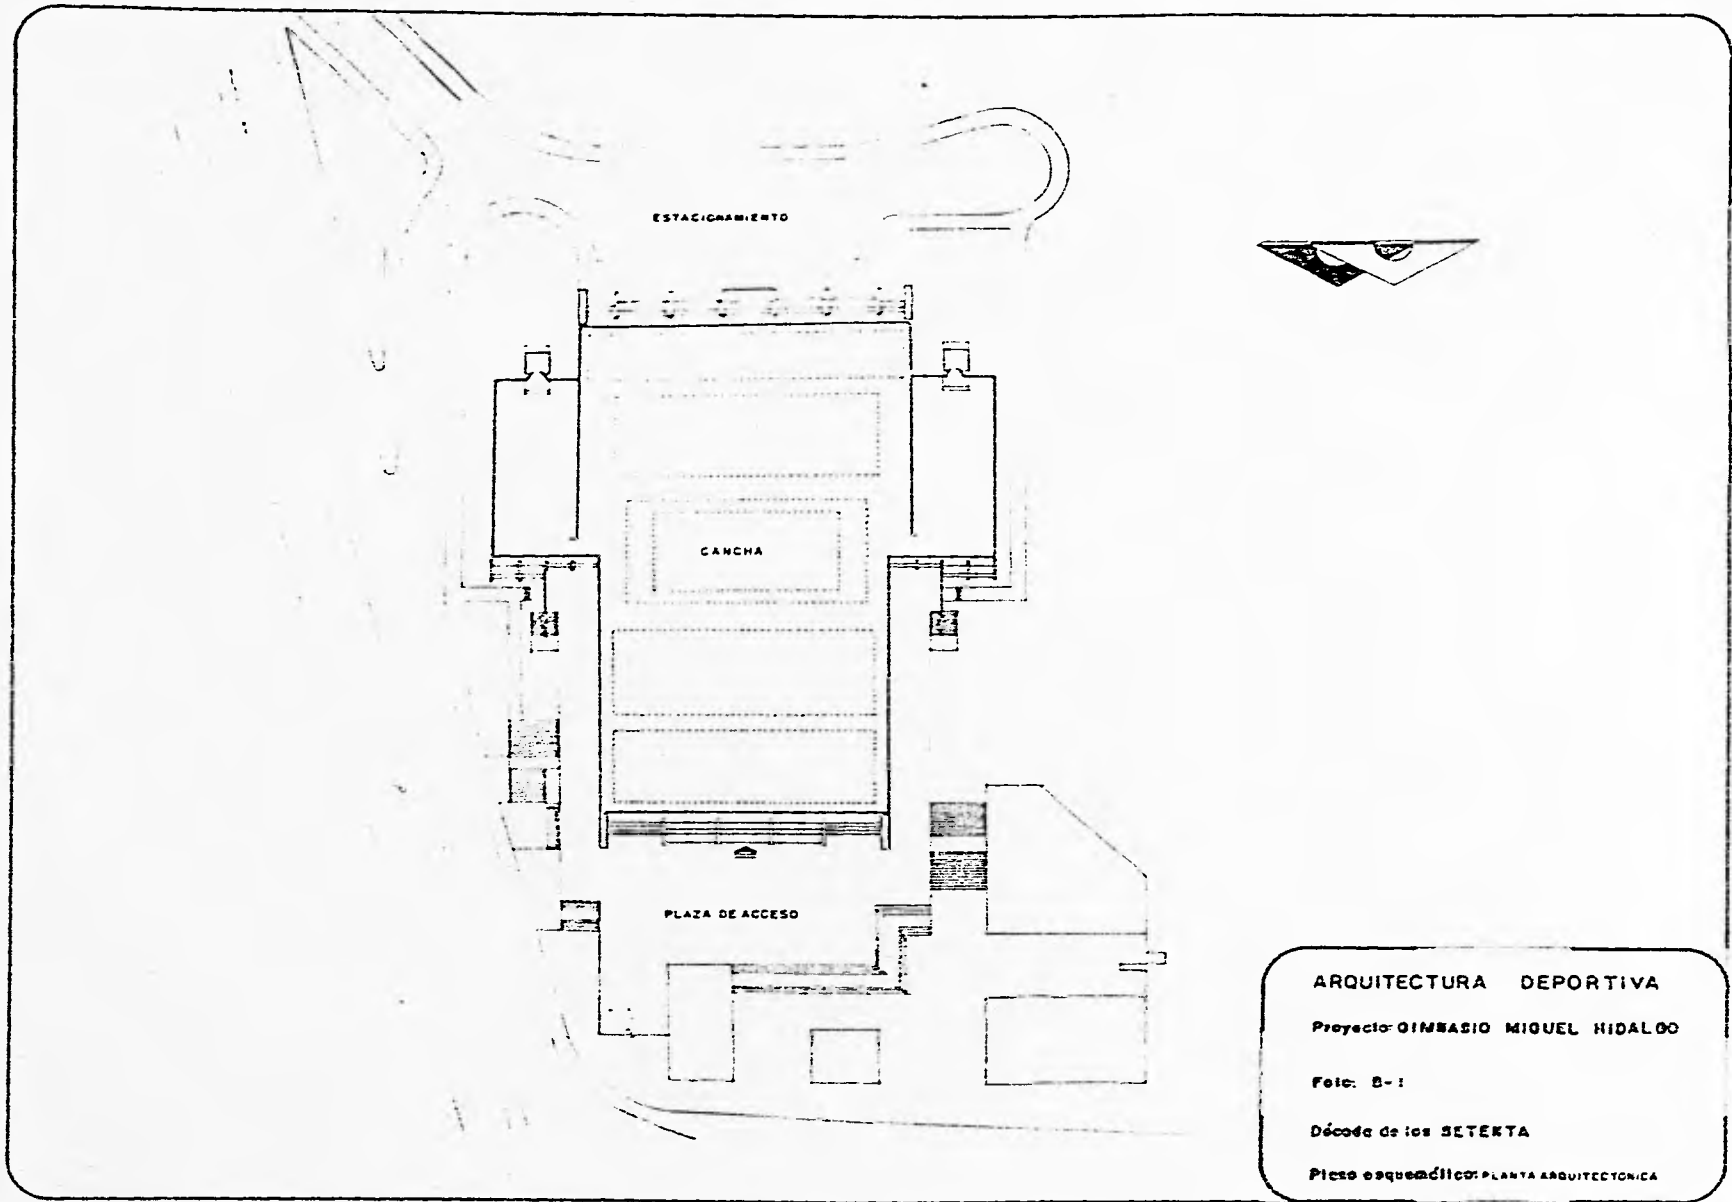 ESTACIONAMIENTO
CANCHA
PLAZA DE ACCESO
ARQUITECTURA DEPORTIVA
Proyecto: GIMNASIO MIGUEL HIDALGO
Foto: B-1
Década de los SETENTA
Plano esquemático: PLANTA ARQUITECTONICA